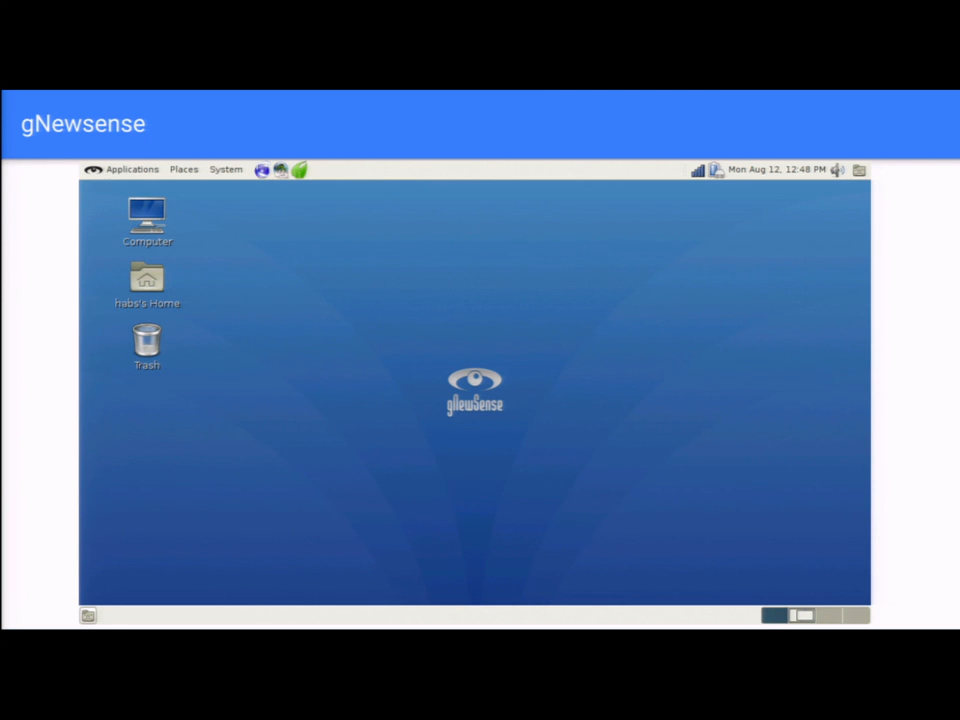 gNewsense
Applications Places System Mon Aug 12, 12:48 PM
Computer
habs's Home
Trash
gNewSense